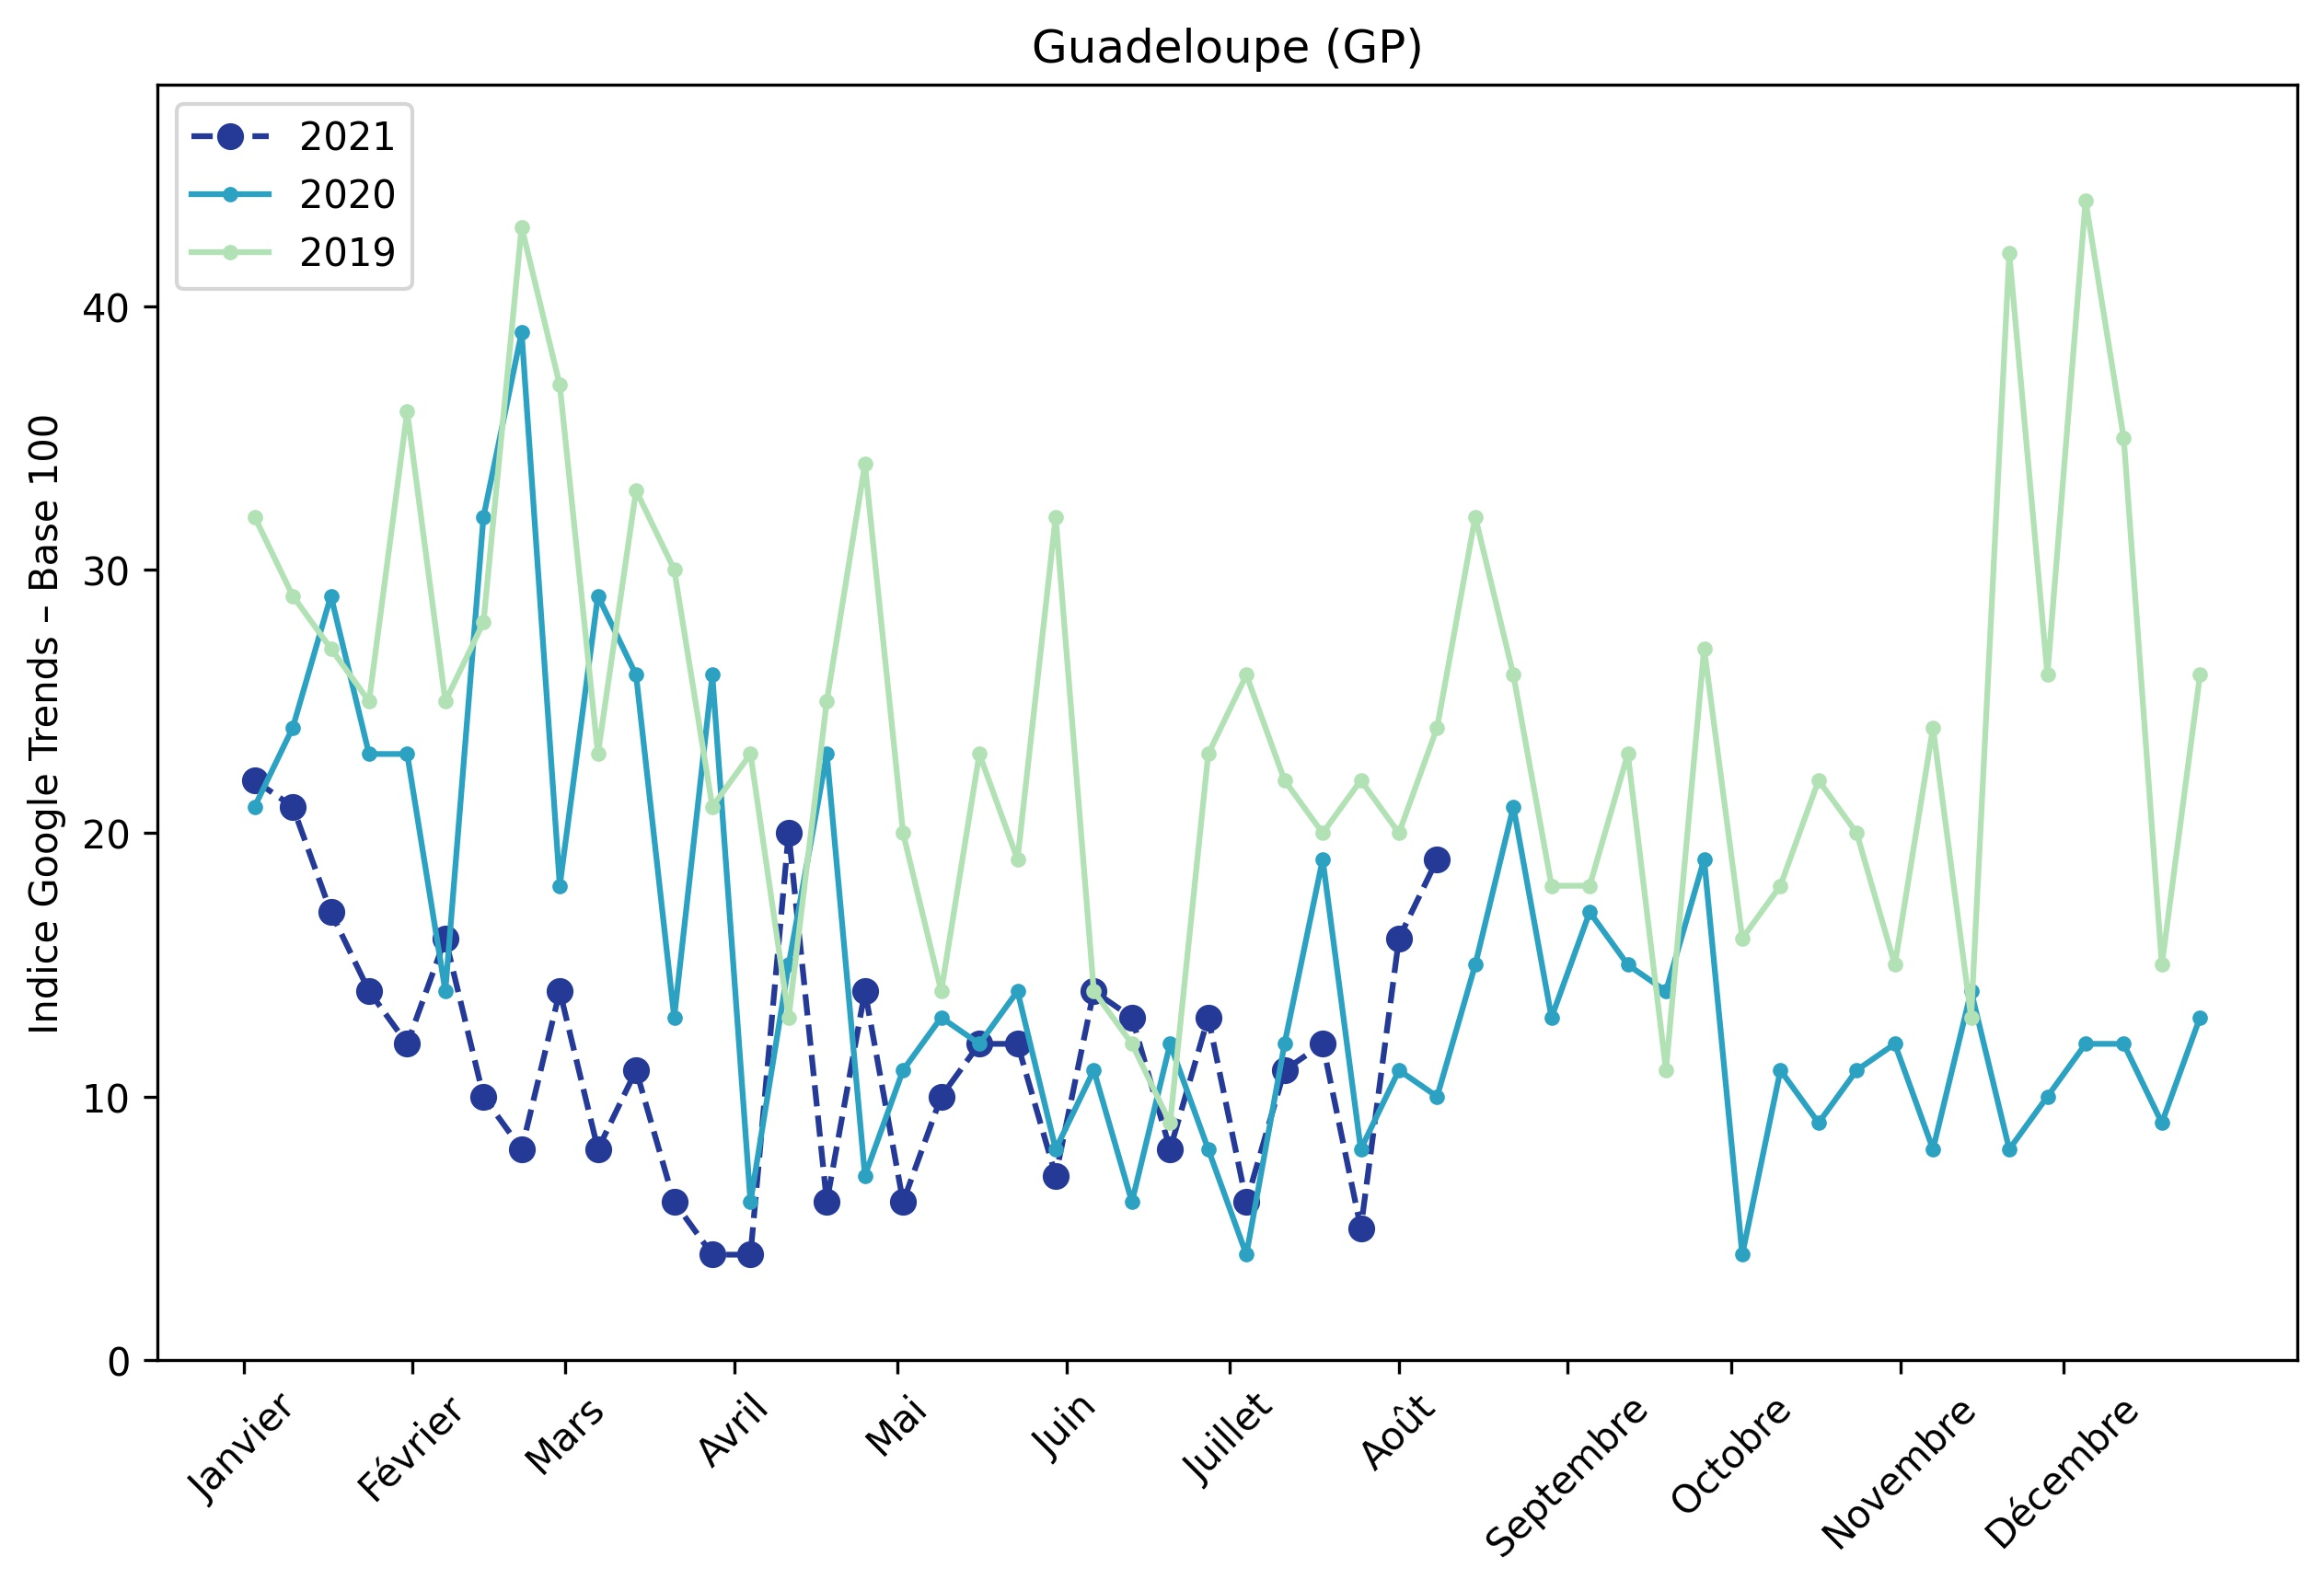 Guadeloupe (GP)
2021
2020
2019
Indice Google Trends – Base 100
40
30
20
10
0
Janvier
Février
Mars
Avril
Mai
Juin
Juillet
Août
Septembre
Octobre
Novembre
Décembre